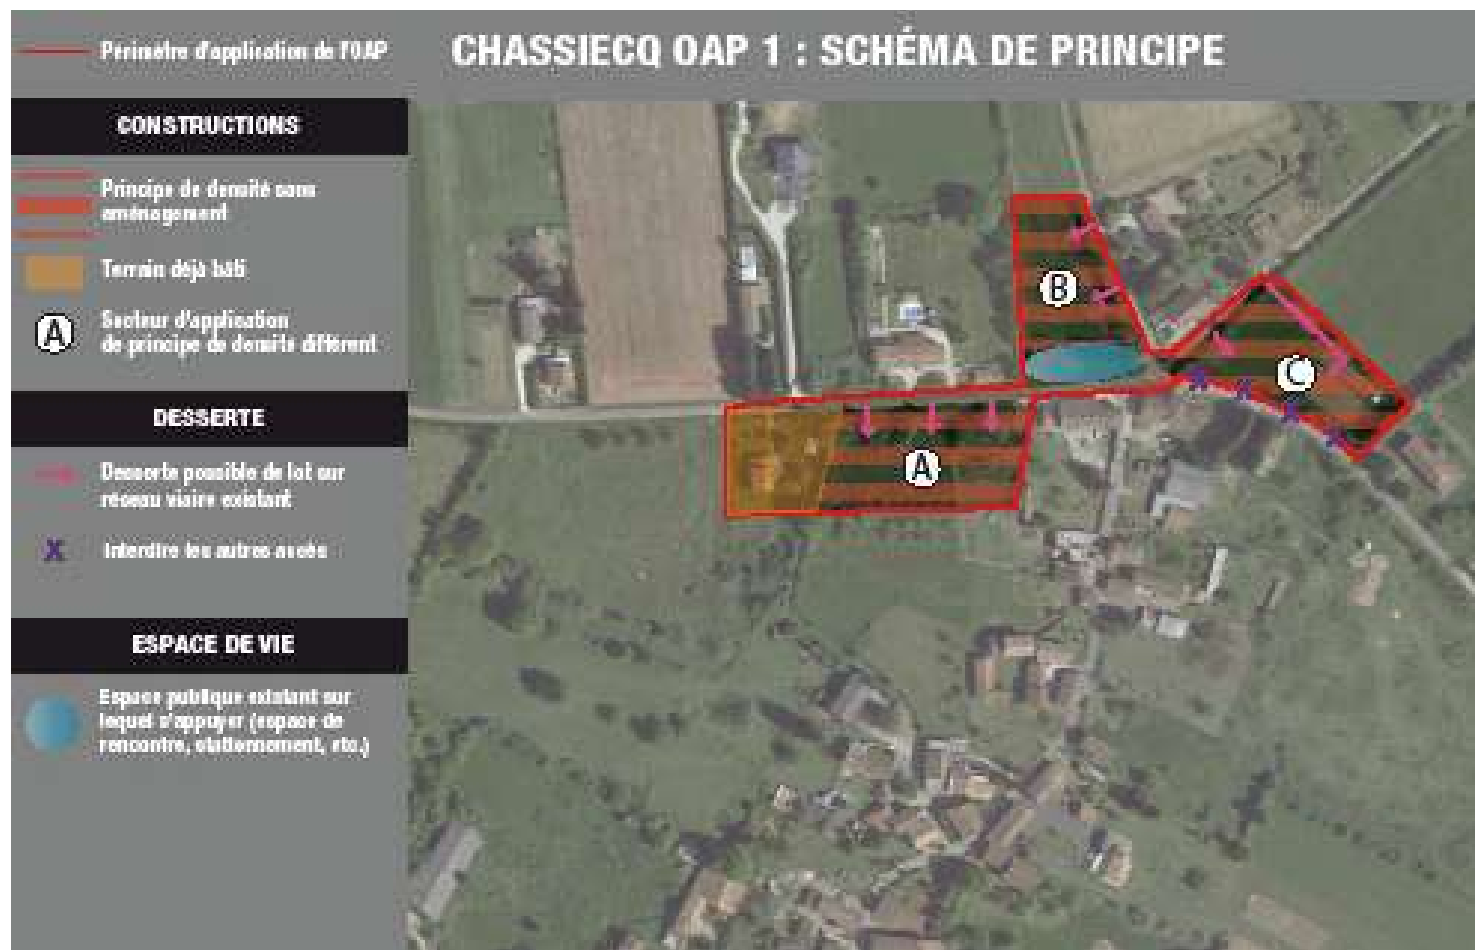 Périmètre d'application de l'OAP
CHASSIECQ OAP 1 : SCHÉMA DE PRINCIPE
CONSTRUCTIONS
Principe de densité sans
aménagement
Terrain déjà bâti
A
Secteur d'application
de principe de densité différent
DESSERTE
Desserte possible de lot sur
réseau viaire existant
X
Interdire les autres accès
ESPACE DE VIE
Espace publique existant sur
lequel s'appuyer (espace de
rencontre, stationnement, etc.)
B
C
A